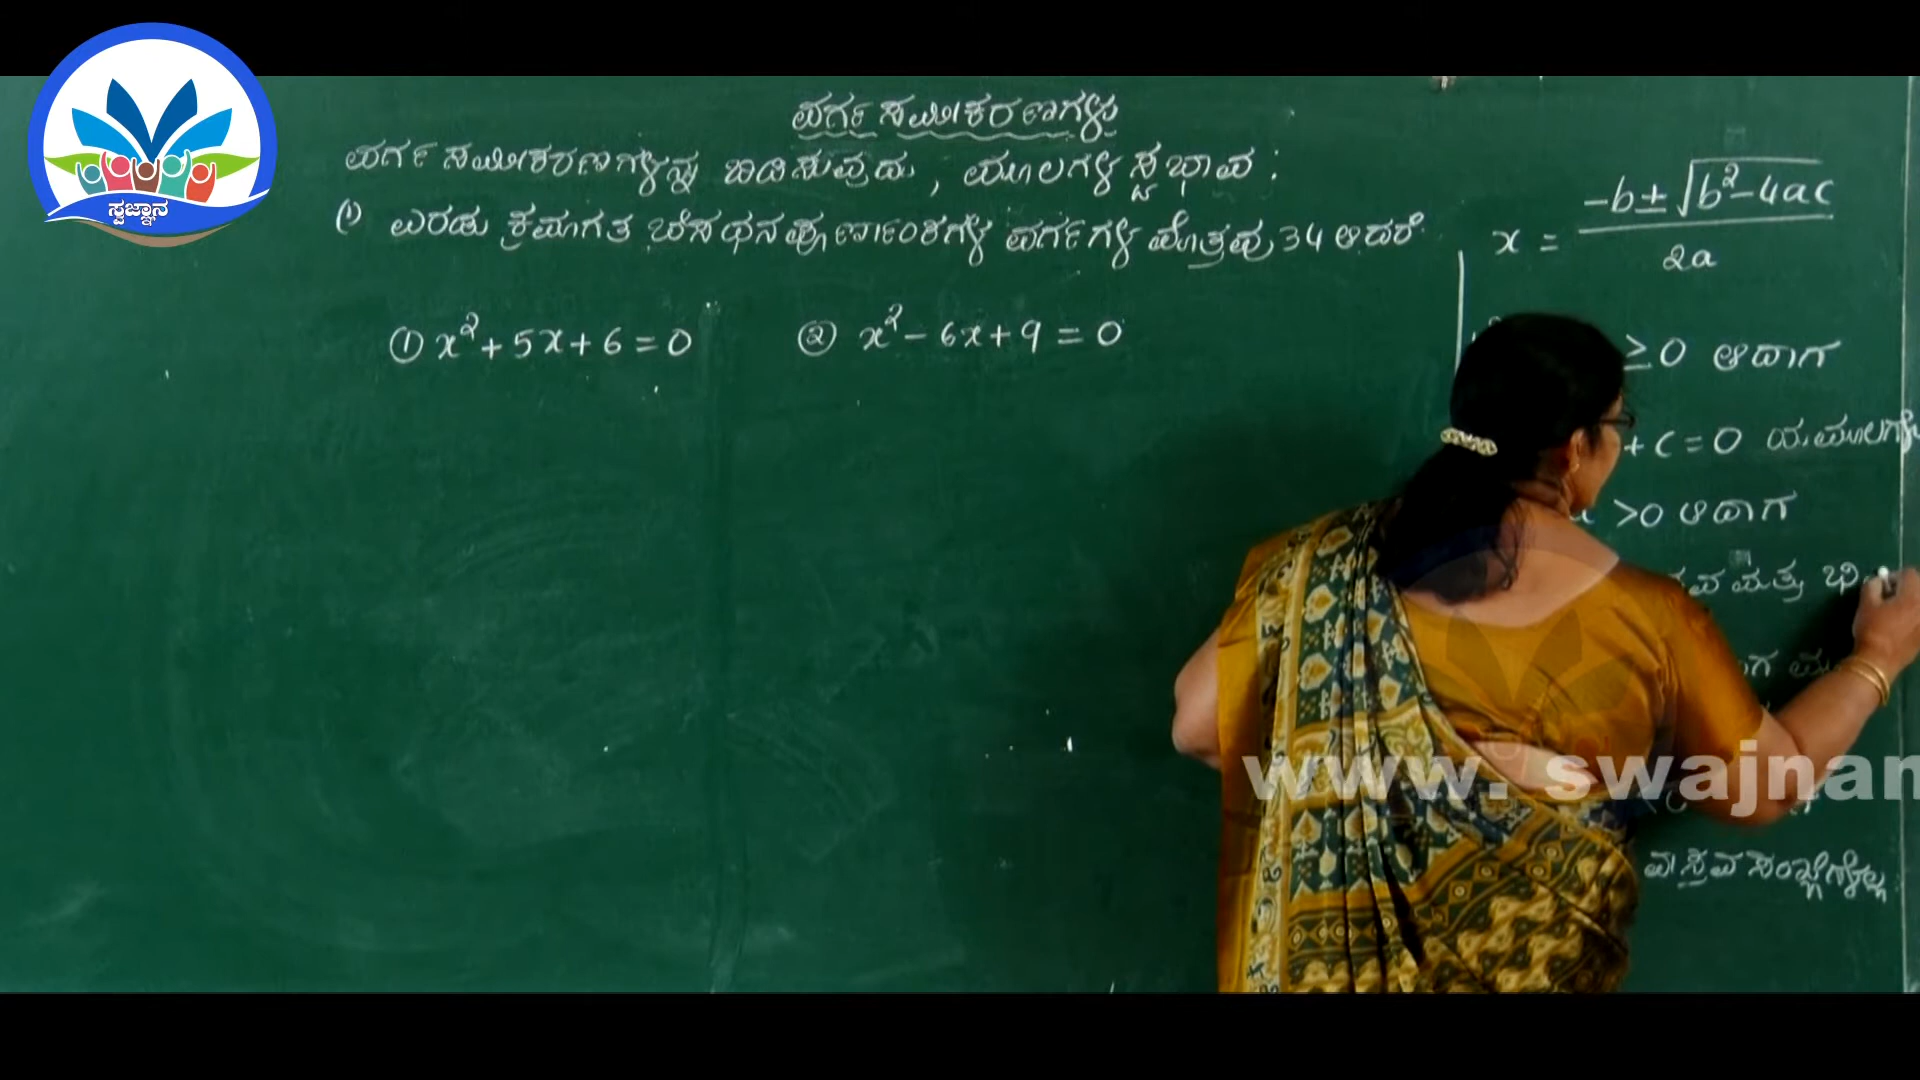 ಸ್ವಜ್ಞಾನ
ವರ್ಗ ಸಮೀಕರಣಗಳು
ವರ್ಗ ಸಮೀಕರಣಗಳನ್ನು ಬಿಡಿಸುವುದು, ಮೂಲಗಳ ಸ್ವಭಾವ :
1) ಎರಡು ಕ್ರಮಾಗತ ಬೆಸ ಧನ ಪೂರ್ಣಾಂಕಗಳ ವರ್ಗಗಳ ಮೊತ್ತವು 34 ಆದರೆ
① x² + 5x + 6 = 0 ② x² - 6x + 9 = 0
x = -b ± √b² - 4ac / 2a
≥ 0 ಆದಾಗ
+ c = 0 ಯ ಮೂಲಗಳು
> 0 ಆದಾಗ
ಮತ್ತು
ವಾಸ್ತವ ಸಂಖ್ಯೆಗಳಲ್ಲ
www. swajnan